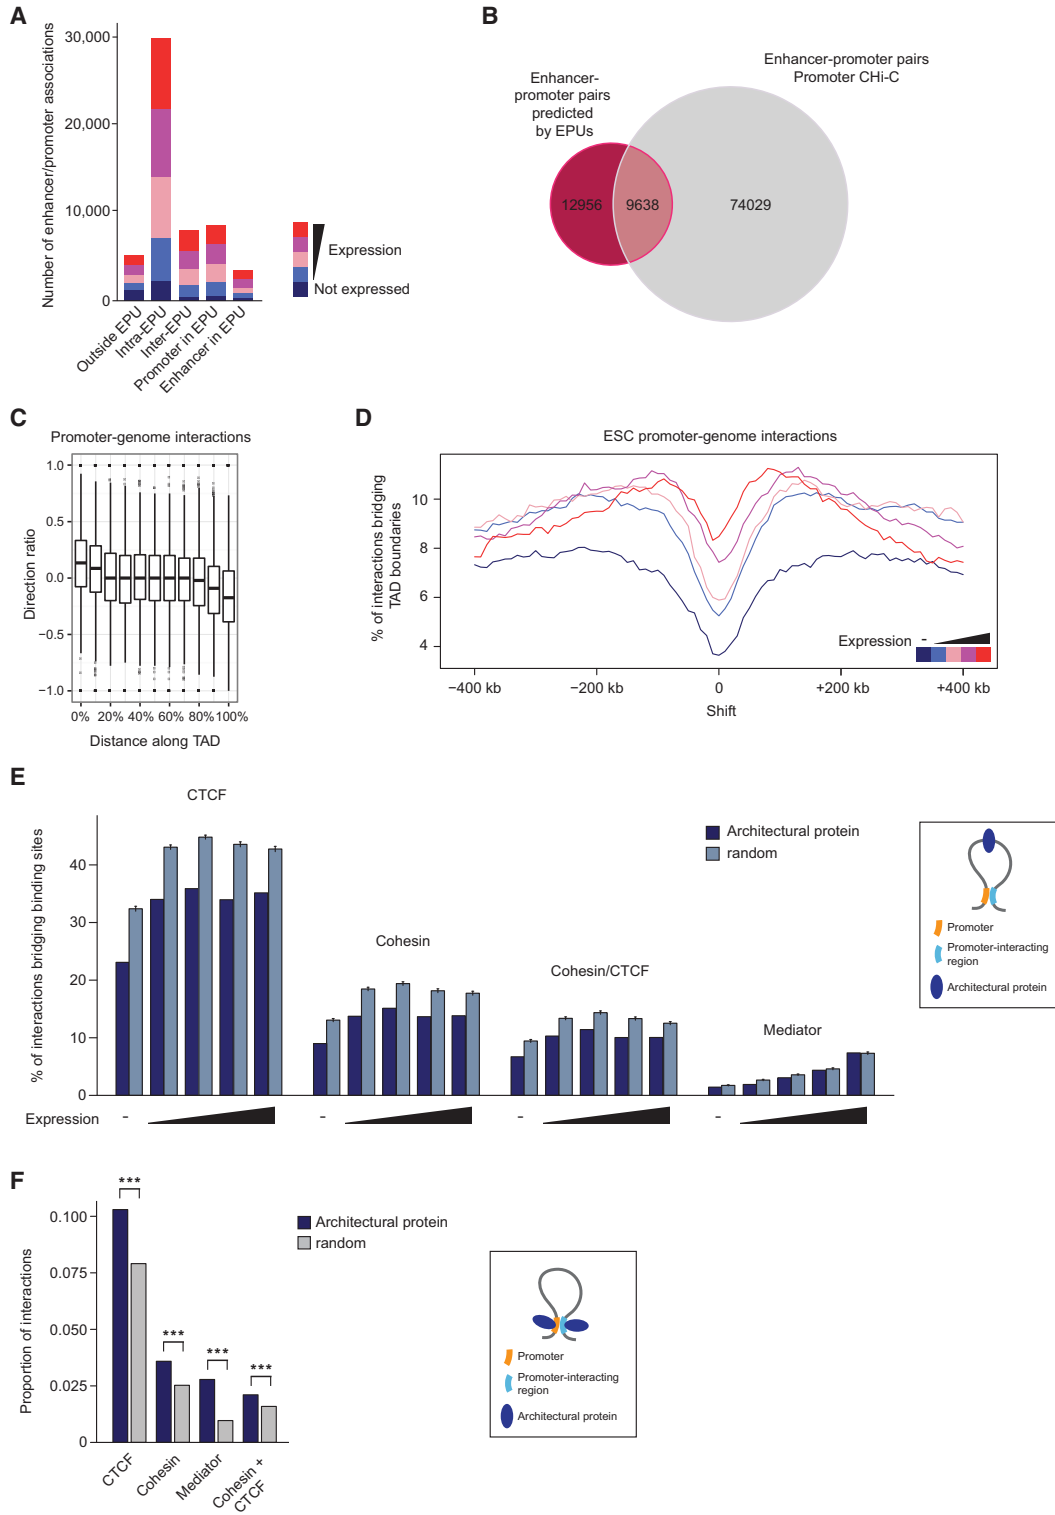 A
Number of enhancer/promoter associations
30,000
20,000
10,000
0
Outside EPU
Intra-EPU
Inter-EPU
Promoter in EPU
Enhancer in EPU
Expression
Not expressed
B
Enhancer-
promoter pairs
predicted
by EPUs
Enhancer-promoter pairs
Promoter CHi-C
12956
9638
74029
C
Promoter-genome interactions
Direction ratio
1.0
0.5
0.0
−0.5
−1.0
0% 20% 40% 60% 80% 100%
Distance along TAD
D
ESC promoter-genome interactions
% of interactions bridging
TAD boundaries
10
8
6
4
Expression -
−400 kb −200 kb 0 +200 kb +400 kb
Shift
E
% of interactions bridging binding sites
40
30
20
10
0
CTCF
Cohesin
Cohesin/CTCF
Mediator
Architectural protein
random
Expression - - - -
Promoter
Promoter-interacting
region
Architectural protein
F
Proportion of interactions
0.100
0.075
0.050
0.025
0
***
***
***
***
CTCF
Cohesin
Mediator
Cohesin +
CTCF
Architectural protein
random
Promoter
Promoter-interacting
region
Architectural protein